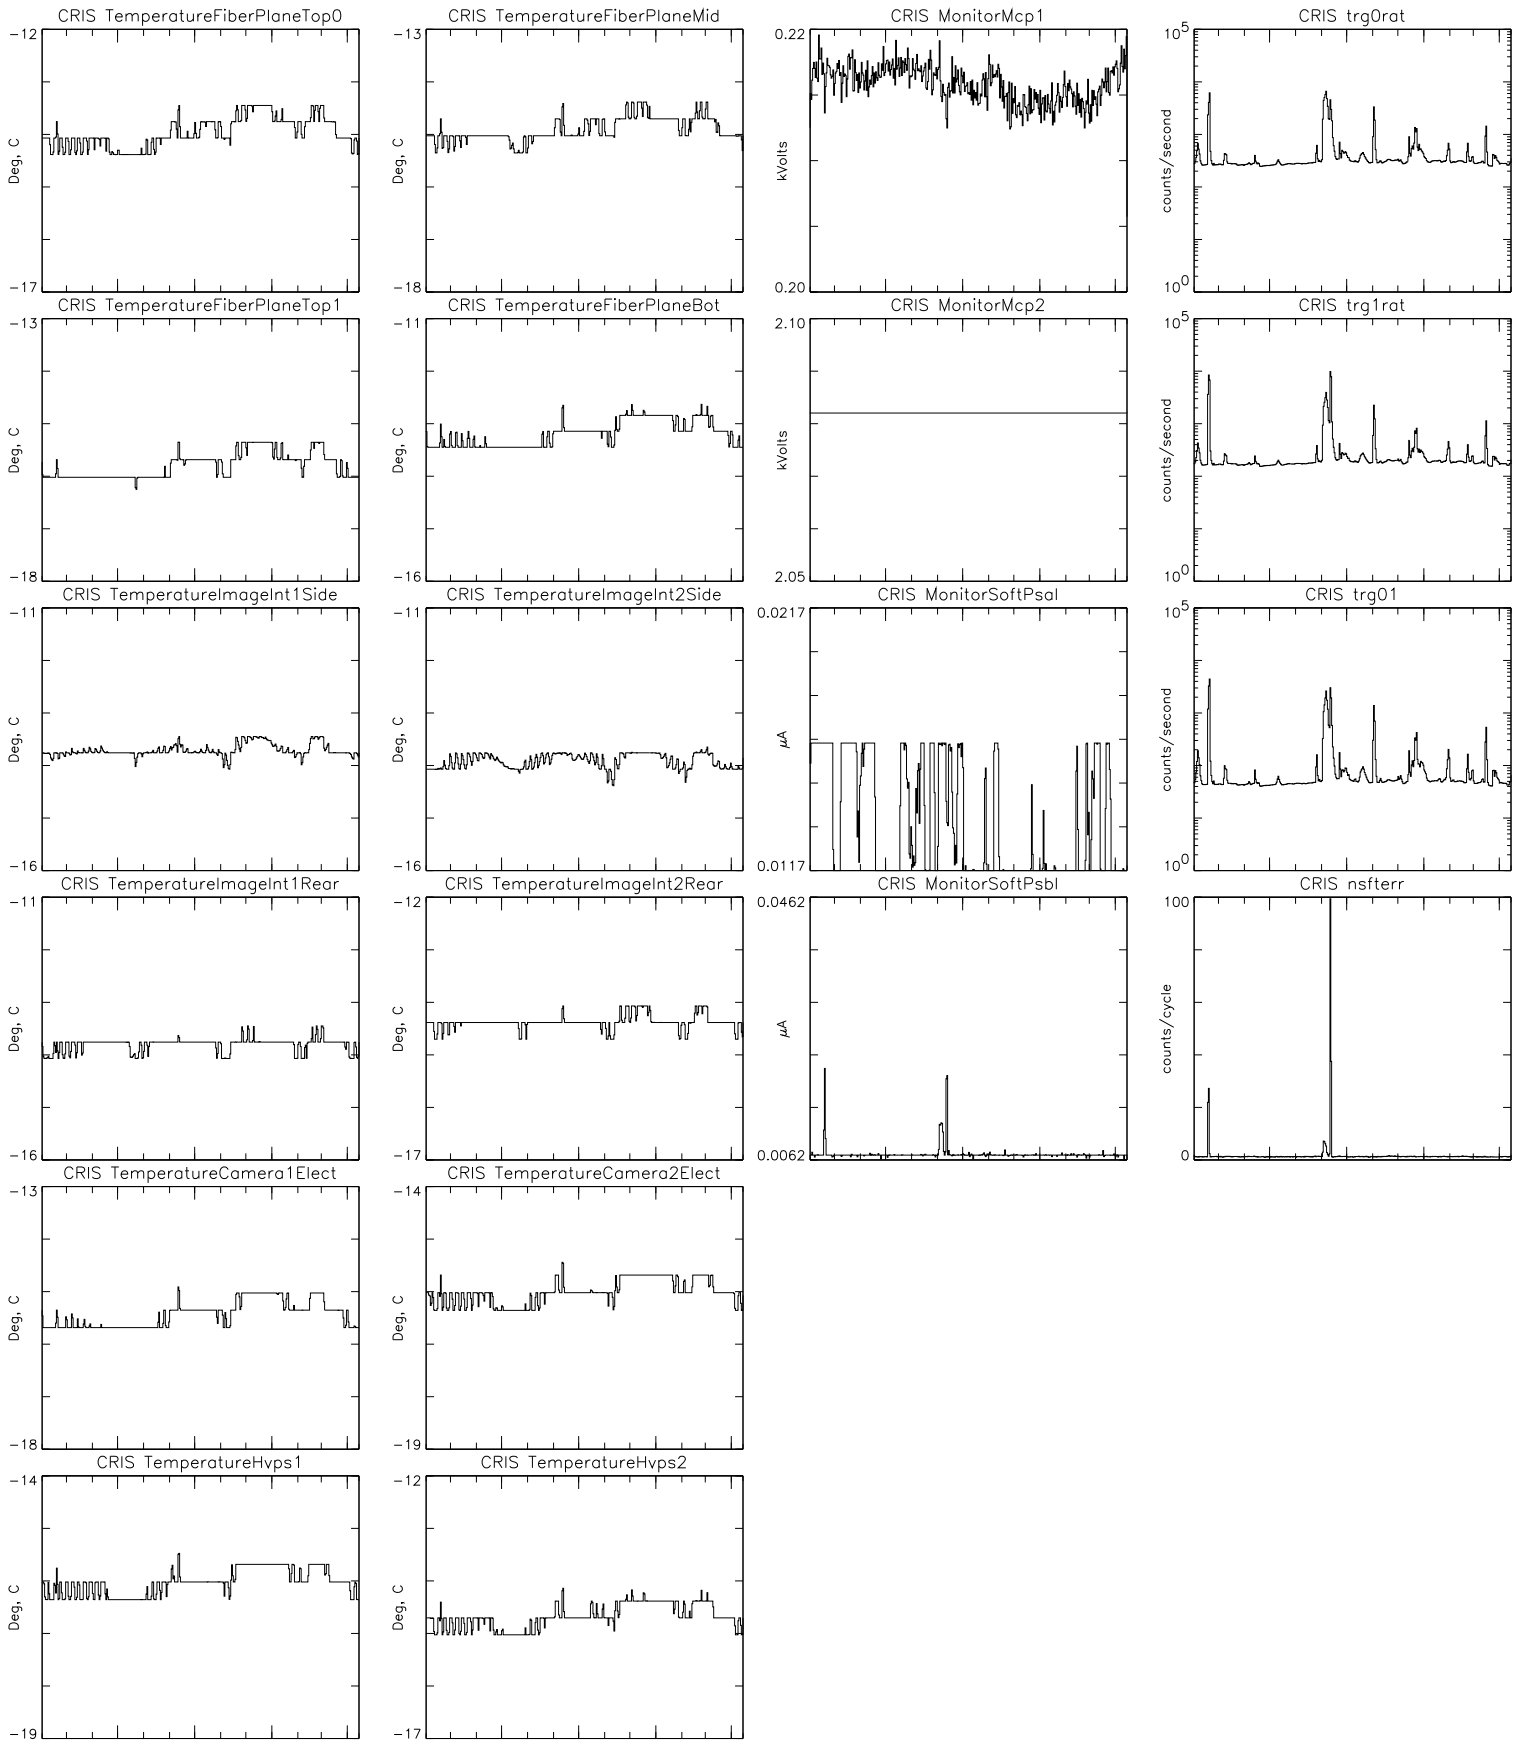 CRIS TemperatureFiberPlaneTop0
CRIS TemperatureFiberPlaneMid
CRIS MonitorMcp1
CRIS trg0rat
-12
Deg, C
-17
-13
Deg, C
-18
0.22
kVolts
0.20
10^5
counts/second
10^0
CRIS TemperatureFiberPlaneTop1
CRIS TemperatureFiberPlaneBot
CRIS MonitorMcp2
CRIS trg1rat
-13
Deg, C
-18
-11
Deg, C
-16
2.10
kVolts
2.05
10^5
counts/second
10^0
CRIS TemperatureImageInt1Side
CRIS TemperatureImageInt2Side
CRIS MonitorSoftPsaI
CRIS trg01
-11
Deg, C
-16
-11
Deg, C
-16
0.0217
μA
0.0117
10^5
counts/second
10^0
CRIS TemperatureImageInt1Rear
CRIS TemperatureImageInt2Rear
CRIS MonitorSoftPsbI
CRIS nsfterr
-11
Deg, C
-16
-12
Deg, C
-17
0.0462
μA
0.0062
100
counts/cycle
0
CRIS TemperatureCamera1Elect
CRIS TemperatureCamera2Elect
-13
Deg, C
-18
-14
Deg, C
-19
CRIS TemperatureHvps1
CRIS TemperatureHvps2
-14
Deg, C
-19
-12
Deg, C
-17